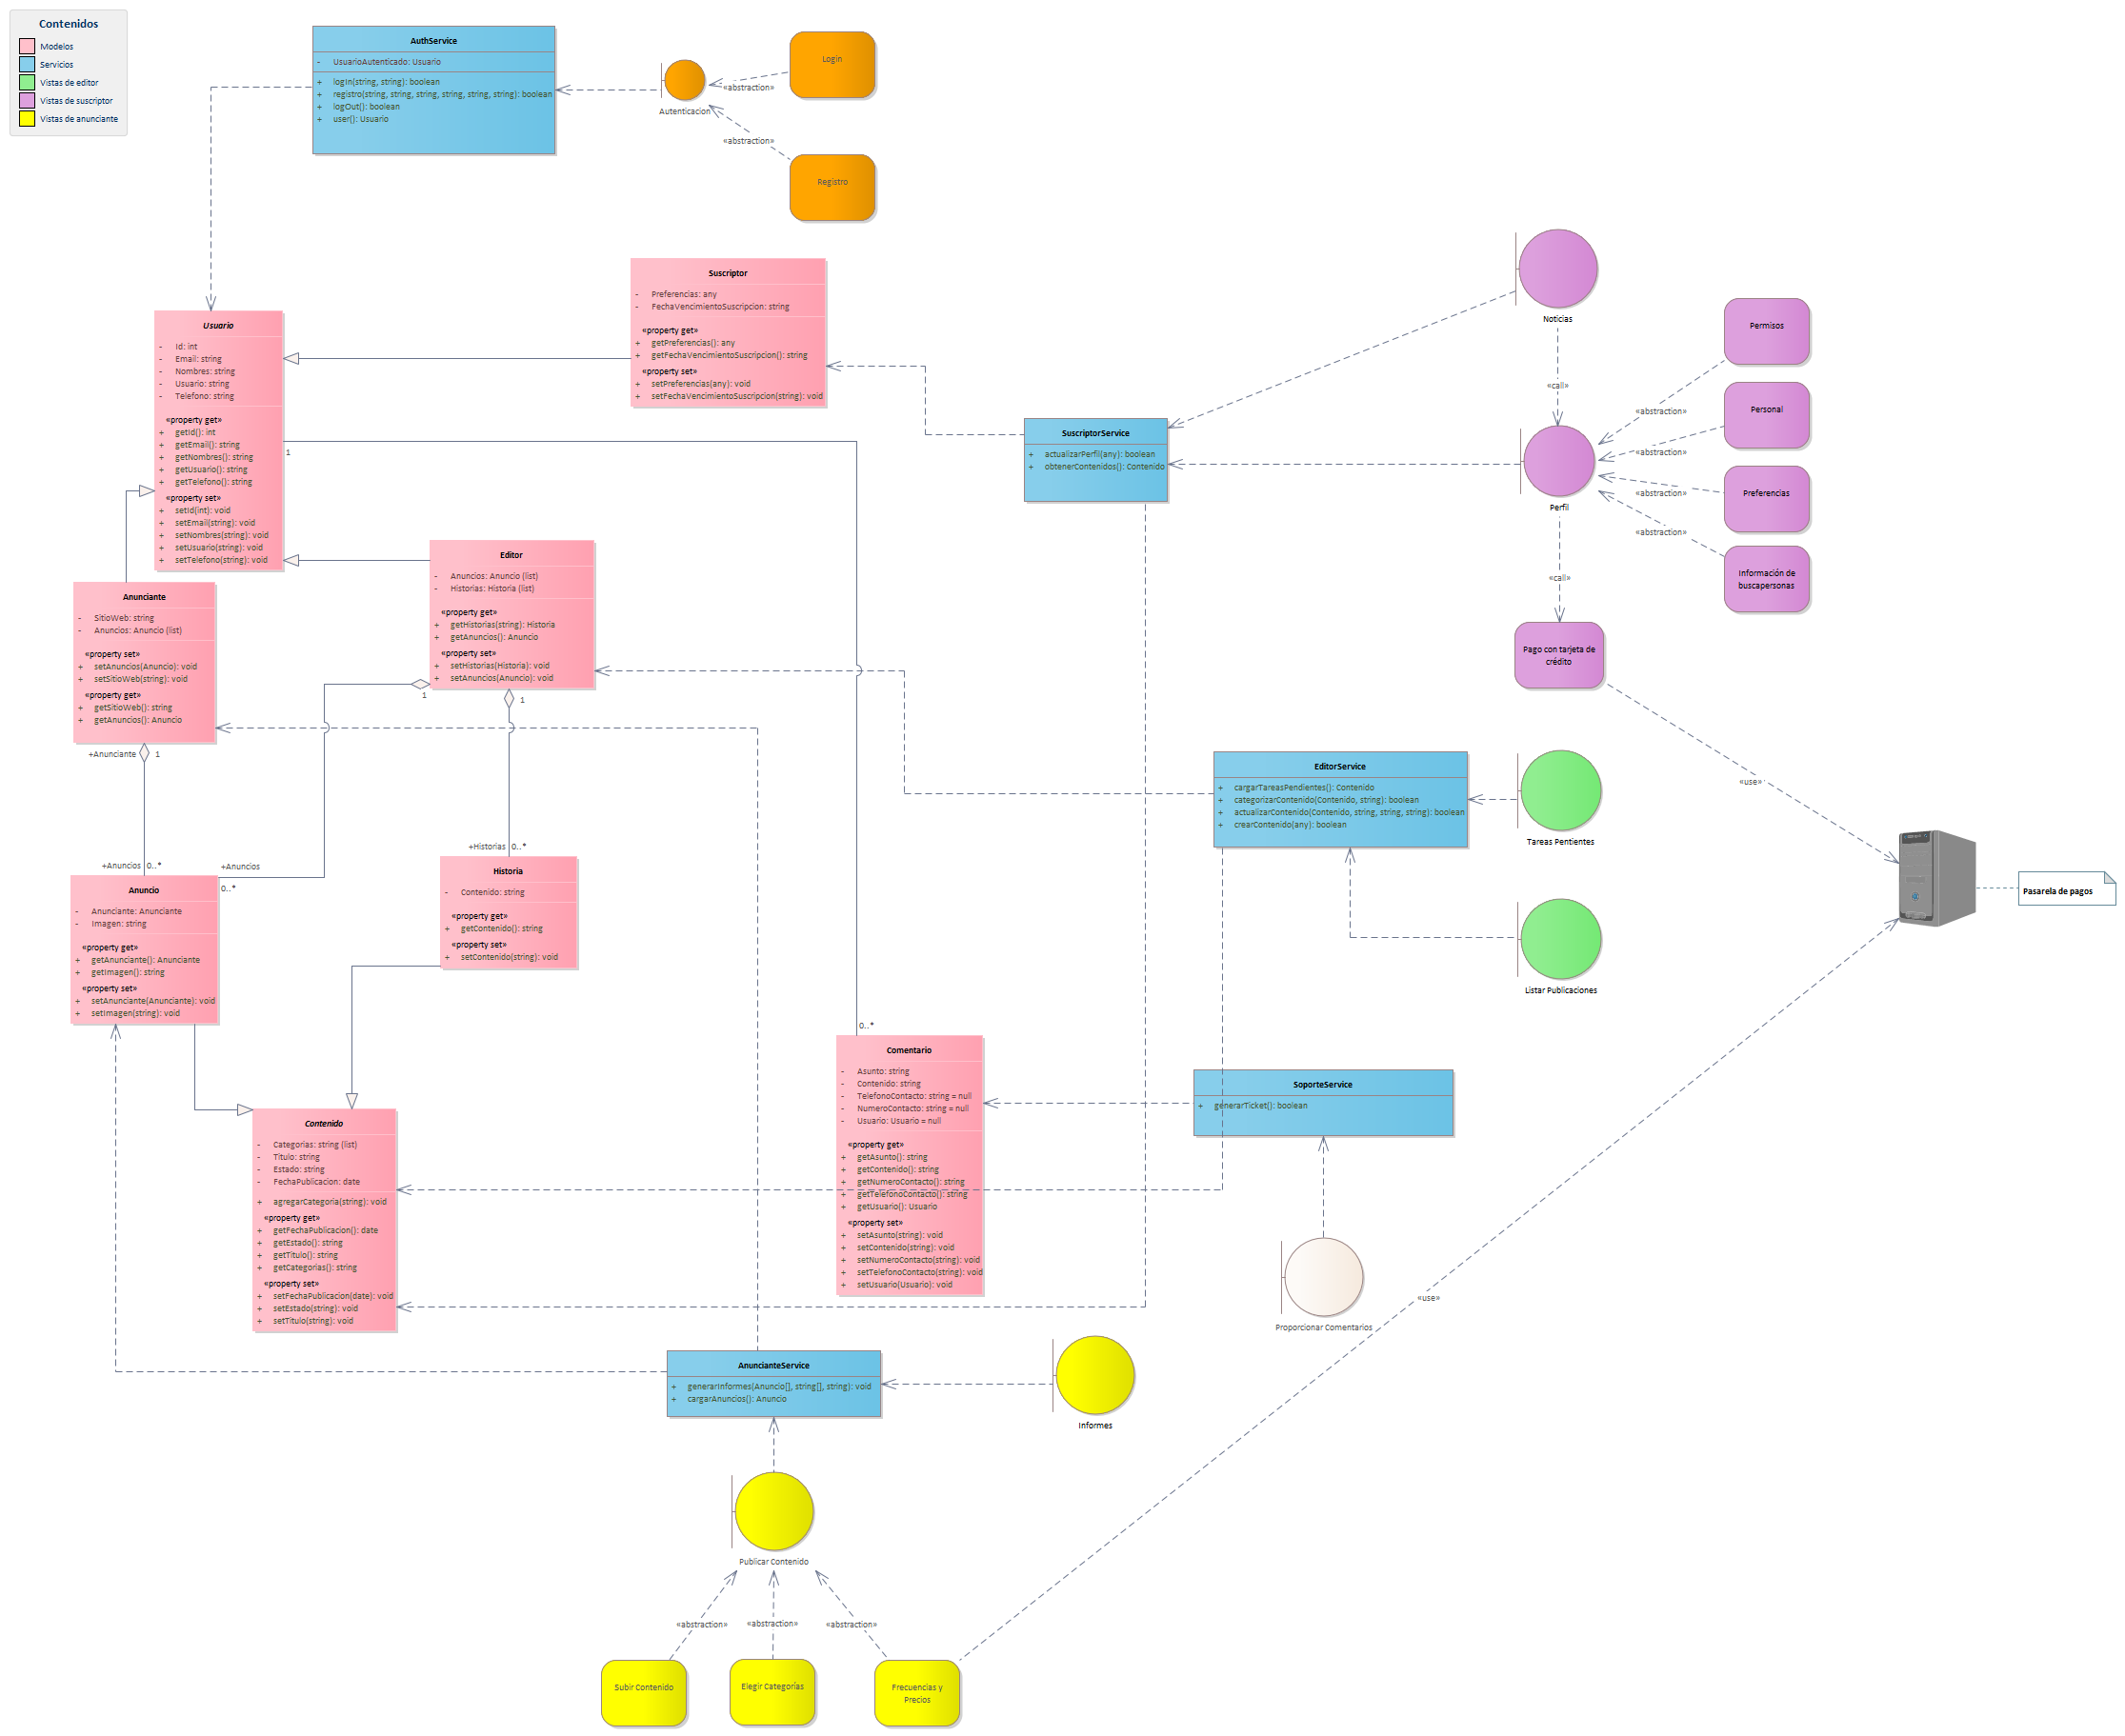 Contenidos
Modelos
Servicios
Vistas de editor
Vistas de suscriptor
Vistas de anunciante
AuthService
- UsuarioAutenticado: Usuario
+ logIn(string, string): boolean
+ registro(string, string, string, string, string, string): boolean
+ logOut(): boolean
+ user(): Usuario
Autenticacion
«abstraction»
«abstraction»
Login
Registro
Suscriptor
- Preferencias: any
- FechaVencimientoSuscripcion: string
«property get»
+ getPreferencias(): any
+ getFechaVencimientoSuscripcion(): string
«property set»
+ setPreferencias(any): void
+ setFechaVencimientoSuscripcion(string): void
Usuario
- Id: int
- Email: string
- Nombres: string
- Usuario: string
- Telefono: string
«property get»
+ getId(): int
+ getEmail(): string
+ getNombres(): string
+ getUsuario(): string
+ getTelefono(): string
«property set»
+ setId(int): void
+ setEmail(string): void
+ setNombres(string): void
+ setUsuario(string): void
+ setTelefono(string): void
1
Noticias
«call»
SuscriptorService
+ actualizarPerfil(any): boolean
+ obtenerContenidos(): Contenido
Perfil
«abstraction»
«abstraction»
«abstraction»
«abstraction»
Permisos
Personal
Preferencias
Información de
buscapersonas
«call»
Pago con tarjeta de
crédito
«use»
Editor
- Anuncios: Anuncio (list)
- Historias: Historia (list)
«property get»
+ getHistorias(string): Historia
+ getAnuncios(): Anuncio
«property set»
+ setHistorias(Historia): void
+ setAnuncios(Anuncio): void
1
1
Anunciante
- SitioWeb: string
- Anuncios: Anuncio (list)
«property set»
+ setAnuncios(Anuncio): void
+ setSitioWeb(string): void
«property get»
+ getSitioWeb(): string
+ getAnuncios(): Anuncio
+Anunciante 1
EditorService
+ cargarTareasPendientes(): Contenido
+ categorizarContenido(Contenido, string): boolean
+ actualizarContenido(Contenido, string, string, string): boolean
+ crearContenido(any): boolean
Tareas Pentientes
Listar Publicaciones
Pasarela de pagos
+Anuncios 0..*
+Anuncios
0..*
+Historias 0..*
Anuncio
- Anunciante: Anunciante
- Imagen: string
«property get»
+ getAnunciante(): Anunciante
+ getImagen(): string
«property set»
+ setAnunciante(Anunciante): void
+ setImagen(string): void
Historia
- Contenido: string
«property get»
+ getContenido(): string
«property set»
+ setContenido(string): void
0..*
Comentario
- Asunto: string
- Contenido: string
- TelefonoContacto: string = null
- NumeroContacto: string = null
- Usuario: Usuario = null
«property get»
+ getAsunto(): string
+ getContenido(): string
+ getNumeroContacto(): string
+ getTelefonoContacto(): string
+ getUsuario(): Usuario
«property set»
+ setAsunto(string): void
+ setContenido(string): void
+ setNumeroContacto(string): void
+ setTelefonoContacto(string): void
+ setUsuario(Usuario): void
SoporteService
+ generarTicket(): boolean
Proporcionar Comentarios
«use»
Contenido
- Categorias: string (list)
- Titulo: string
- Estado: string
- FechaPublicacion: date
+ agregarCategoria(string): void
«property get»
+ getFechaPublicacion(): date
+ getEstado(): string
+ getTitulo(): string
+ getCategorias(): string
«property set»
+ setFechaPublicacion(date): void
+ setEstado(string): void
+ setTitulo(string): void
AnuncianteService
+ generarInformes(Anuncio[], string[], string): void
+ cargarAnuncios(): Anuncio
Informes
Publicar Contenido
«abstraction»
«abstraction»
«abstraction»
Subir Contenido
Elegir Categorías
Frecuencias y
Precios